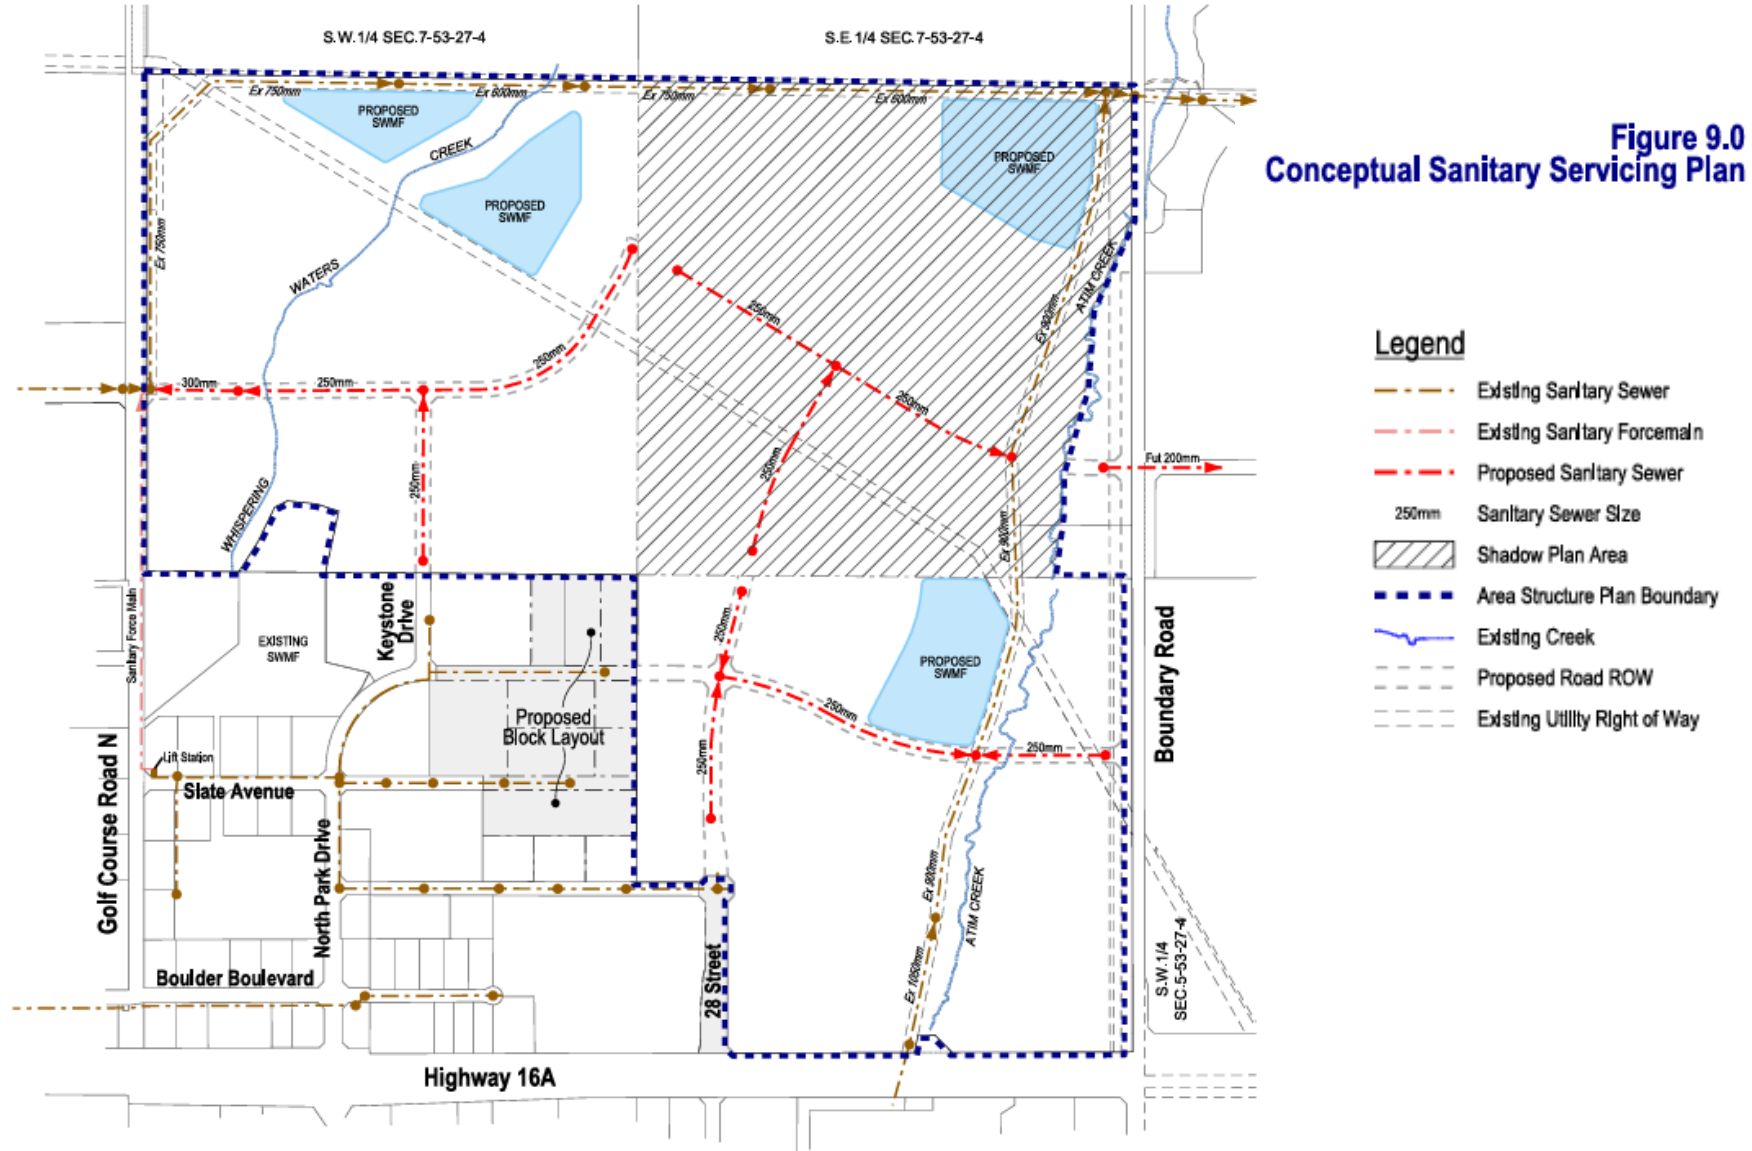 S.W.1/4 SEC.7-53-27-4
S.E.1/4 SEC.7-53-27-4
Ex 750mm
Ex 600mm
Ex 750mm
Ex 600mm
PROPOSED
SWMF
CREEK
PROPOSED
SWMF
PROPOSED
SWMF
Figure 9.0
Conceptual Sanitary Servicing Plan
Ex 750mm
WATERS
ATIM CREEK
Ex 900mm
250mm
250mm
300mm
250mm
250mm
250mm
250mm
WHISPERING
Ex 900mm
Fut 200mm
Legend
Existing Sanitary Sewer
Existing Sanitary Forcemain
Proposed Sanitary Sewer
250mm
Sanitary Sewer Size
Shadow Plan Area
Area Structure Plan Boundary
Existing Creek
Proposed Road ROW
Existing Utility Right of Way
Sanitary Force Main
EXISTING
SWMF
Keystone
Drive
250mm
PROPOSED
SWMF
Boundary Road
Proposed
Block Layout
250mm
250mm
250mm
Lift Station
Slate Avenue
Golf Course Road N
North Park Drive
Ex 900mm
ATIM CREEK
Boulder Boulevard
28 Street
Ex 1050mm
S.W.1/4
SEC.5-53-27-4
Highway 16A